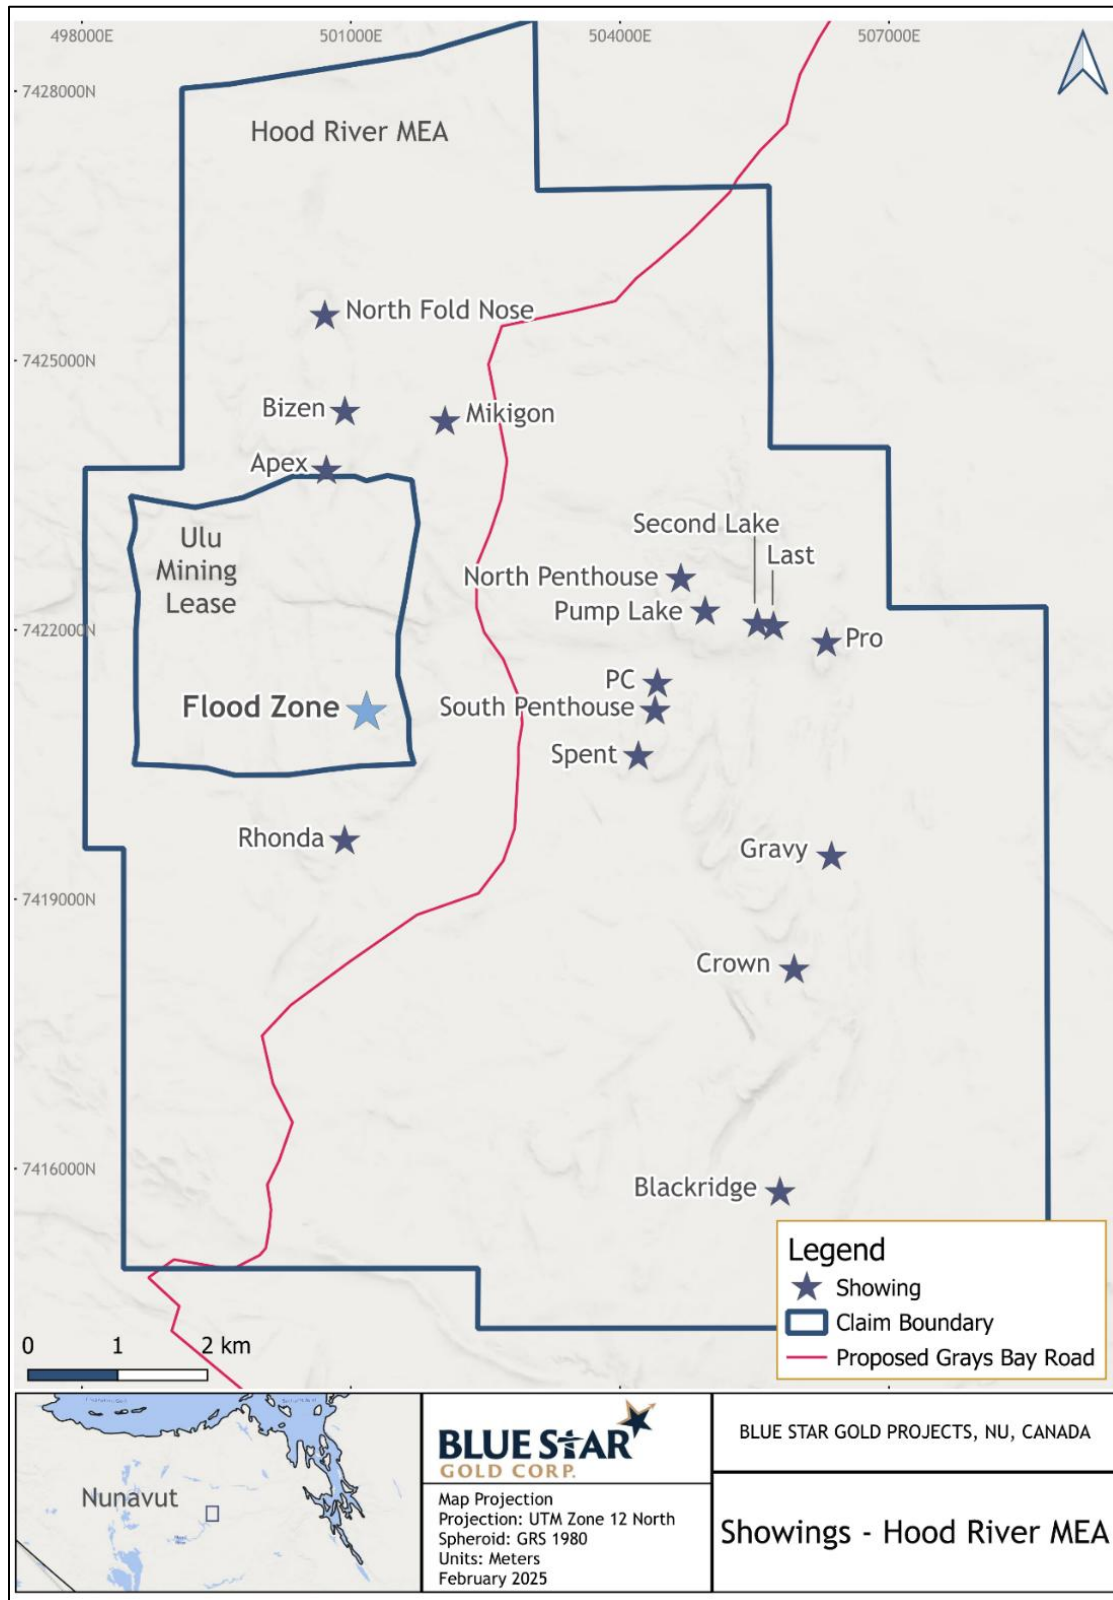 498000E 501000E 504000E 507000E
7428000N
Hood River MEA
North Fold Nose
7425000N
Bizen
Mikigon
Apex
Second Lake
Ulu
Mining
Lease
Last
North Penthouse
Pump Lake
7422000N
Pro
PC
South Penthouse
Flood Zone
Spent
Rhonda
Gravy
7419000N
Crown
7416000N
Blackridge
Legend
Showing
Claim Boundary
Proposed Grays Bay Road
0 1 2 km
Nunavut
BLUE STAR
GOLD CORP.
Map Projection
Projection: UTM Zone 12 North
Spheroid: GRS 1980
Units: Meters
February 2025
BLUE STAR GOLD PROJECTS, NU, CANADA
Showings - Hood River MEA